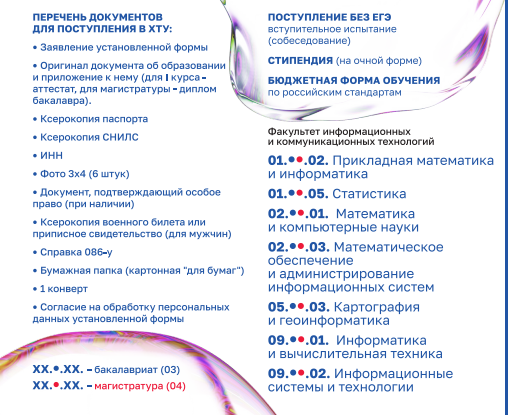 ПЕРЕЧЕНЬ ДОКУМЕНТОВ
ДЛЯ ПОСТУПЛЕНИЯ В ХТУ:
• Заявление установленной формы
• Оригинал документа об образовании
и приложение к нему (для I курса -
аттестат, для магистратуры – диплом
бакалавра).
• Ксерокопия паспорта
• Ксерокопия СНИЛС
• ИНН
• Фото 3х4 (6 штук)
• Документ, подтверждающий особое
право (при наличии)
• Ксерокопия военного билета или
приписное свидетельство (для мужчин)
• Справка 086–у
• Бумажная папка (картонная "для бумаг")
• 1 конверт
• Согласие на обработку персональных
данных установленной формы
ХХ.•.ХХ. – бакалавриат (03)
ХХ.•.ХХ. – магистратура (04)
ПОСТУПЛЕНИЕ БЕЗ ЕГЭ
вступительное испытание
(собеседование)
СТИПЕНДИЯ (на очной форме)
БЮДЖЕТНАЯ ФОРМА ОБУЧЕНИЯ
по российским стандартам
Факультет информационных
и коммуникационных технологий
01.••.02. Прикладная математика
и информатика
01.••.05. Статистика
02.••.01. Математика
и компьютерные науки
02.••.03. Математическое
обеспечение
и администрирование
информационных систем
05.••.03. Картография
и геоинформатика
09.••.01. Информатика
и вычислительная техника
09.••.02. Информационные
системы и технологии